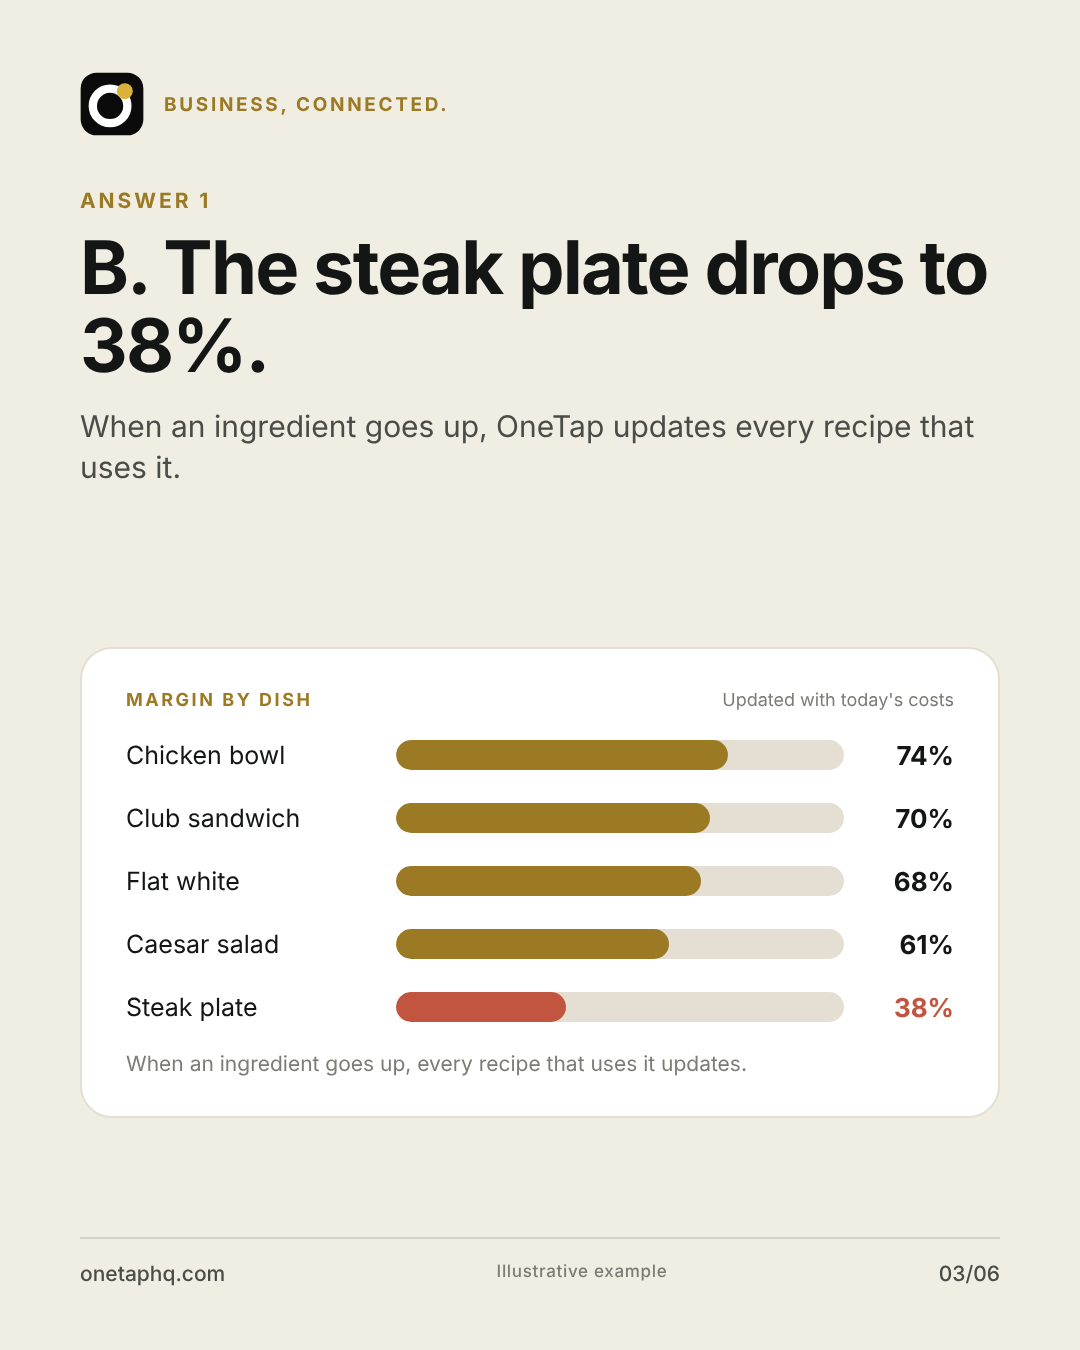 BUSINESS, CONNECTED.
ANSWER 1
B. The steak plate drops to
38%.
When an ingredient goes up, OneTap updates every recipe that
uses it.
MARGIN BY DISH
Updated with today's costs
Chicken bowl 74%
Club sandwich 70%
Flat white 68%
Caesar salad 61%
Steak plate 38%
When an ingredient goes up, every recipe that uses it updates.
onetaphq.com
Illustrative example
03/06